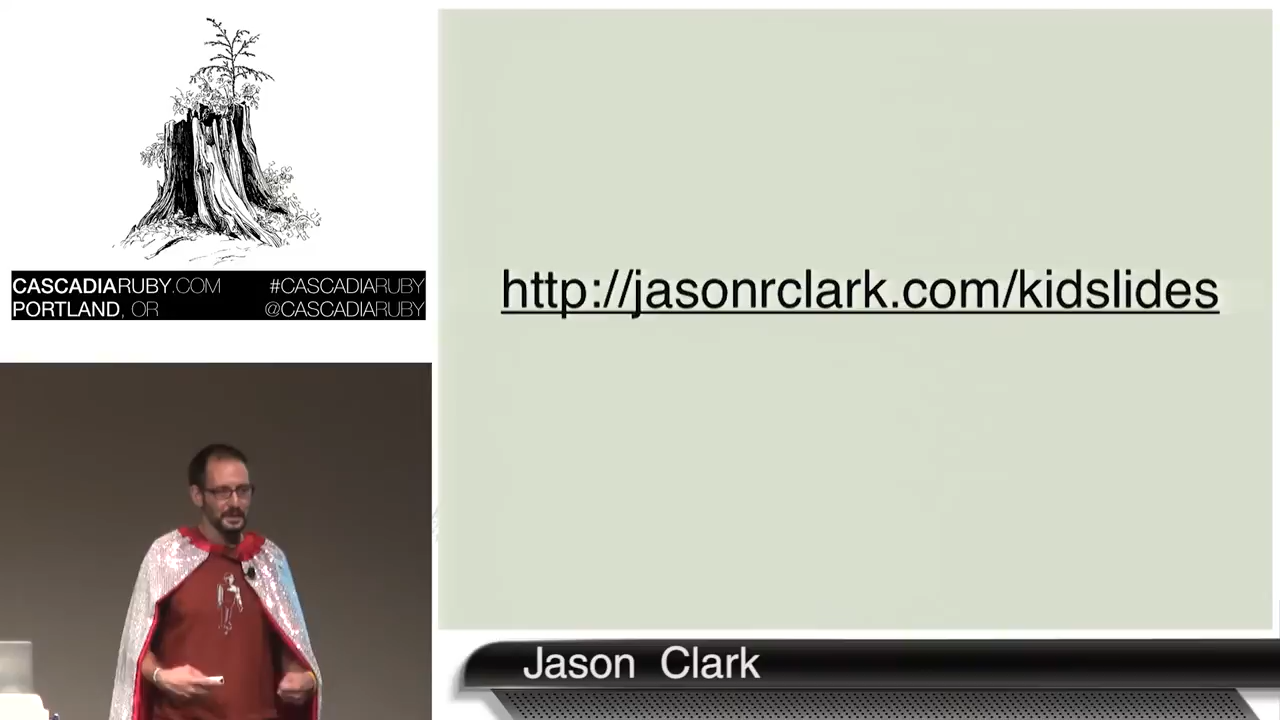 CASCADIARUBY.COM #CASCADIARUBY
PORTLAND, OR @CASCADIARUBY
http://jasonrclark.com/kidslides
Jason Clark